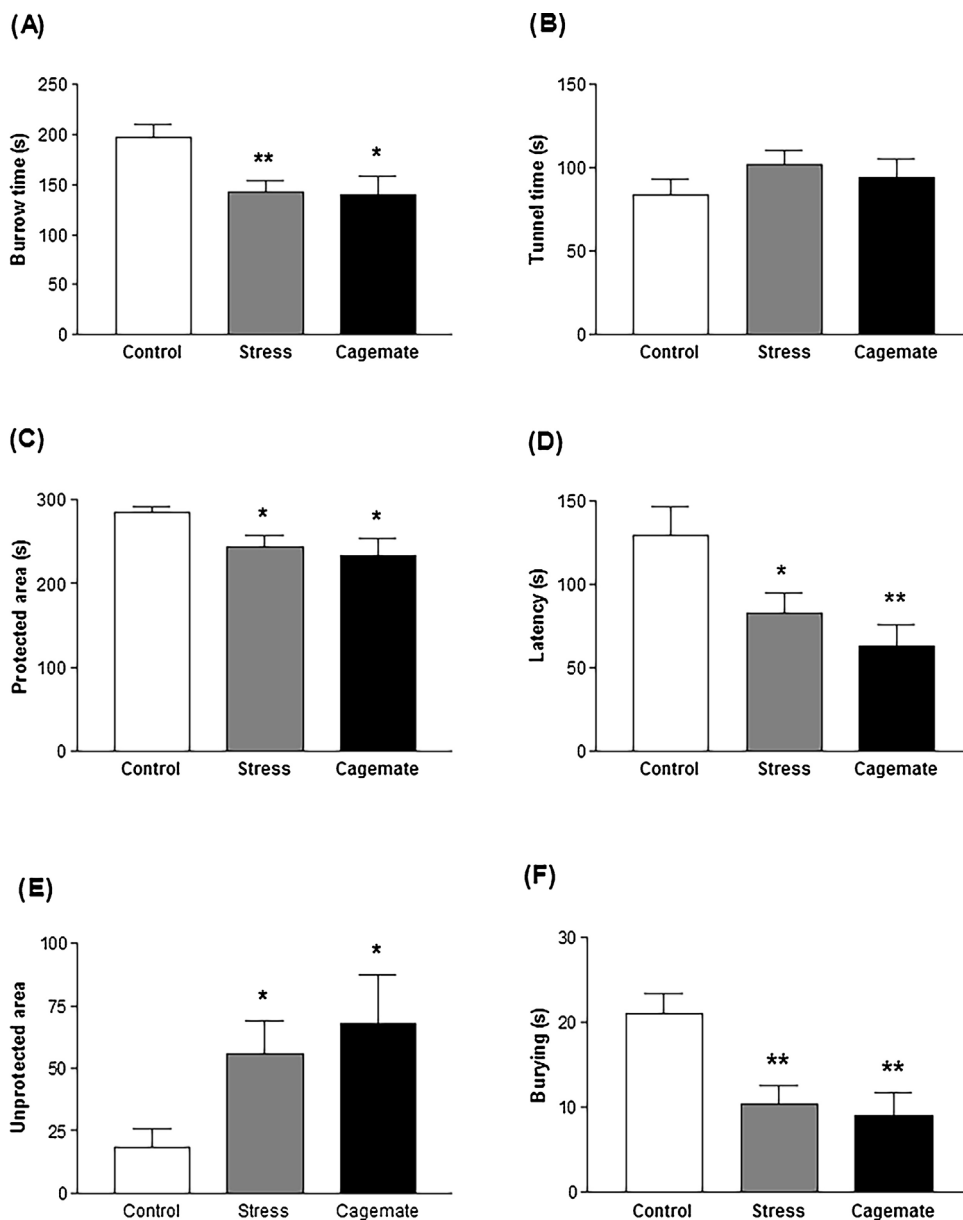 (A)
250
200
150
100
50
0
Burrow time (s)
**
*
Control Stress Cagemate
(B)
150
100
50
0
Tunnel time (s)
Control Stress Cagemate
(C)
300
200
100
0
Protected area (s)
*
*
Control Stress Cagemate
(D)
150
100
50
0
Latency (s)
*
**
Control Stress Cagemate
(E)
100
75
50
25
0
Unprotected area
*
*
Control Stress Cagemate
(F)
30
20
10
0
Burying (s)
**
**
Control Stress Cagemate